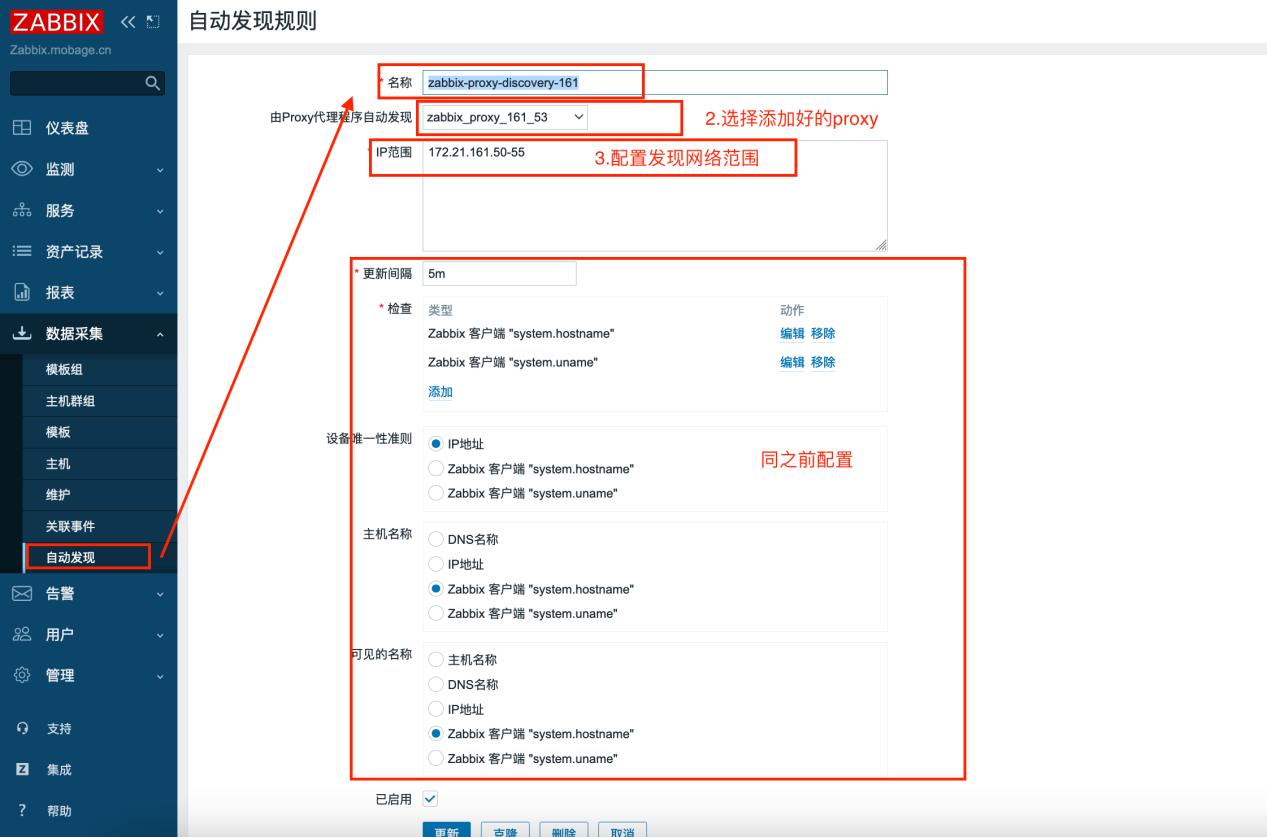 ZABBIX
自动发现规则
Zabbix.mobage.cn
仪表盘
监测
服务
资产记录
报表
数据采集
模板组
主机群组
模板
主机
维护
关联事件
自动发现
告警
用户
管理
支持
集成
帮助
* 名称 zabbix-proxy-discovery-161
由Proxy代理程序自动发现 zabbix_proxy_161_53 2.选择添加好的proxy
* IP范围 172.21.161.50-55 3.配置发现网络范围
* 更新间隔 5m
* 检查 类型 动作
Zabbix 客户端 "system.hostname" 编辑 移除
Zabbix 客户端 "system.uname" 编辑 移除
添加
设备唯一性准则 IP地址
Zabbix 客户端 "system.hostname"
Zabbix 客户端 "system.uname"
同之前配置
主机名称 DNS名称
IP地址
Zabbix 客户端 "system.hostname"
Zabbix 客户端 "system.uname"
可见的名称 主机名称
DNS名称
IP地址
Zabbix 客户端 "system.hostname"
Zabbix 客户端 "system.uname"
已启用
更新 克隆 删除 取消